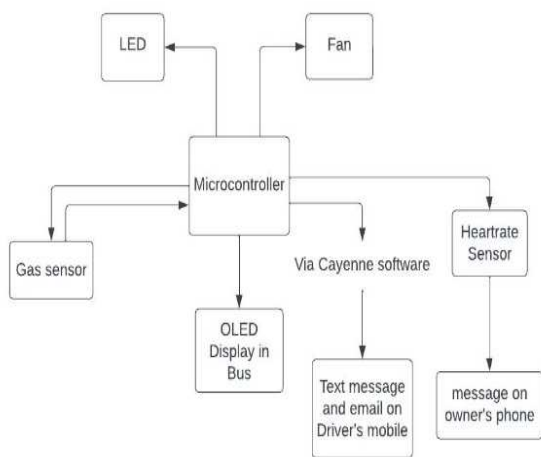 LED
Fan
Microcontroller
Gas sensor
Heartrate
Sensor
Via Cayenne software
OLED
Display in
Bus
Text message
and email on
Driver's mobile
message on
owner's phone